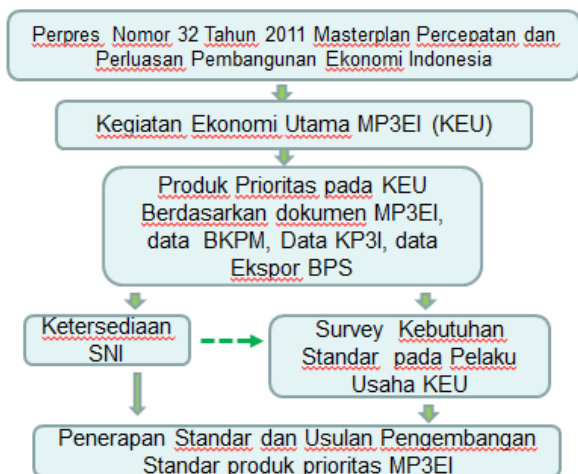 Perpres Nomor 32 Tahun 2011 Masterplan Percepatan dan
Perluasan Pembangunan Ekonomi Indonesia
Kegiatan Ekonomi Utama MP3EI (KEU)
Produk Prioritas pada KEU
Berdasarkan dokumen MP3EI,
data BKPM, Data KP3I, data
Ekspor BPS
Ketersediaan
SNI
Survey Kebutuhan
Standar pada Pelaku
Usaha KEU
Penerapan Standar dan Usulan Pengembangan
Standar produk prioritas MP3EI